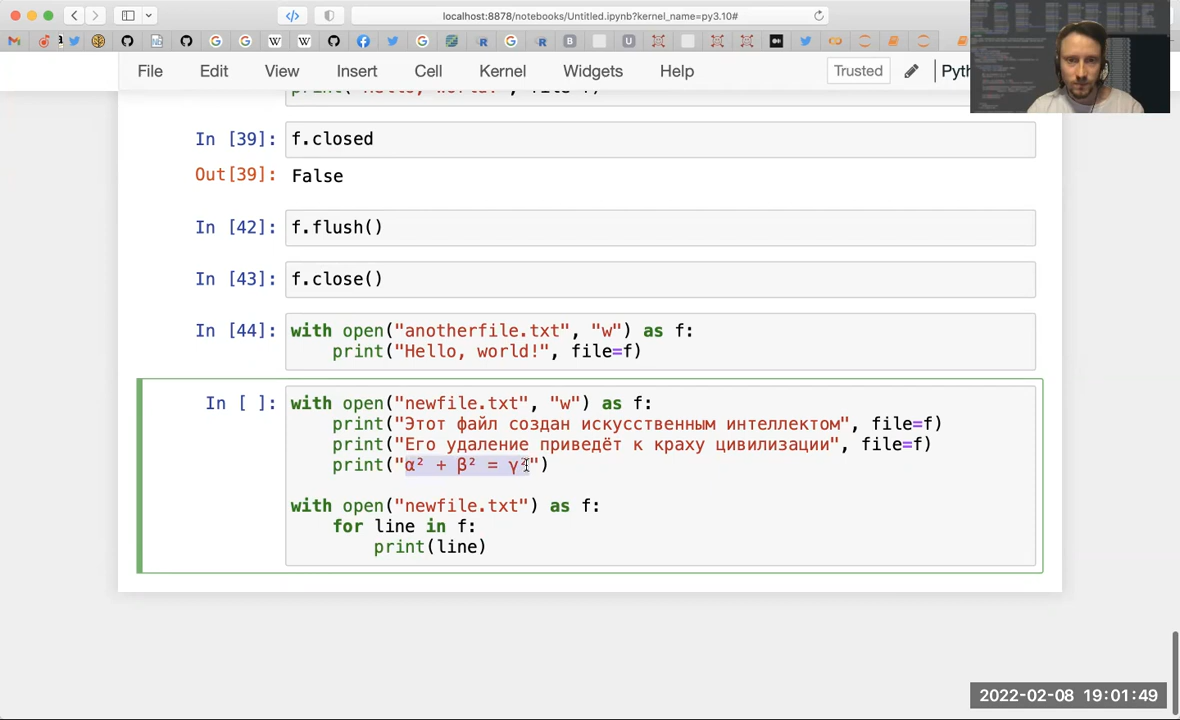 localhost:8878/notebooks/Untitled.ipynb?kernel_name=py3.10#
File Edit View Insert Cell Kernel Widgets Help Trusted
In [39]: f.closed
Out[39]: False
In [42]: f.flush()
In [43]: f.close()
In [44]: with open("anotherfile.txt", "w") as f:
print("Hello, world!", file=f)
In [ ]: with open("newfile.txt", "w") as f:
print("Этот файл создан искусственным интеллектом", file=f)
print("Его удаление приведёт к краху цивилизации", file=f)
print("α² + β² = γ²")
with open("newfile.txt") as f:
for line in f:
print(line)
2022-02-08 19:01:49